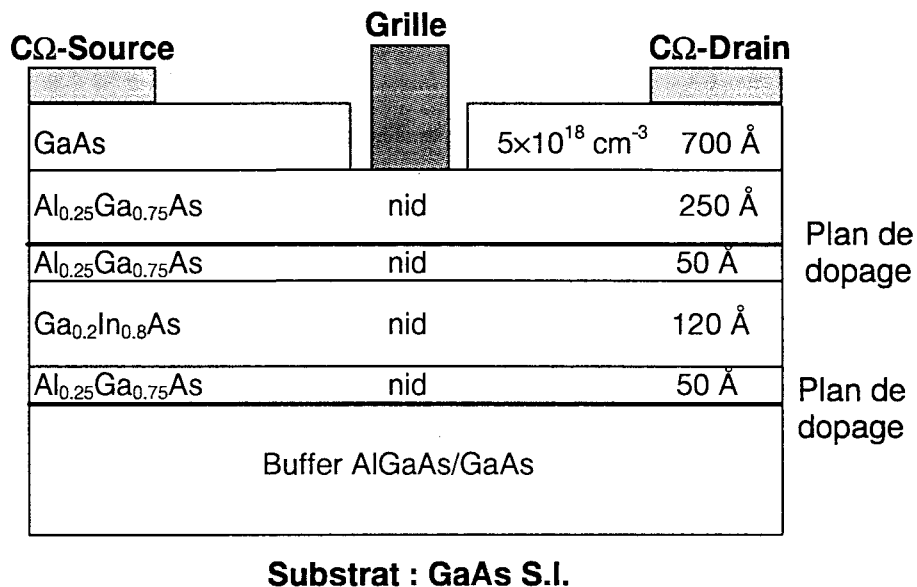 Grille
CΩ-Source
CΩ-Drain
GaAs 5×10¹⁸ cm⁻³ 700 Å
Al₀.₂₅Ga₀.₇₅As nid 250 Å
Plan de
dopage
Al₀.₂₅Ga₀.₇₅As nid 50 Å
Ga₀.₂In₀.₈As nid 120 Å
Al₀.₂₅Ga₀.₇₅As nid 50 Å
Plan de
dopage
Buffer AlGaAs/GaAs
Substrat : GaAs S.I.